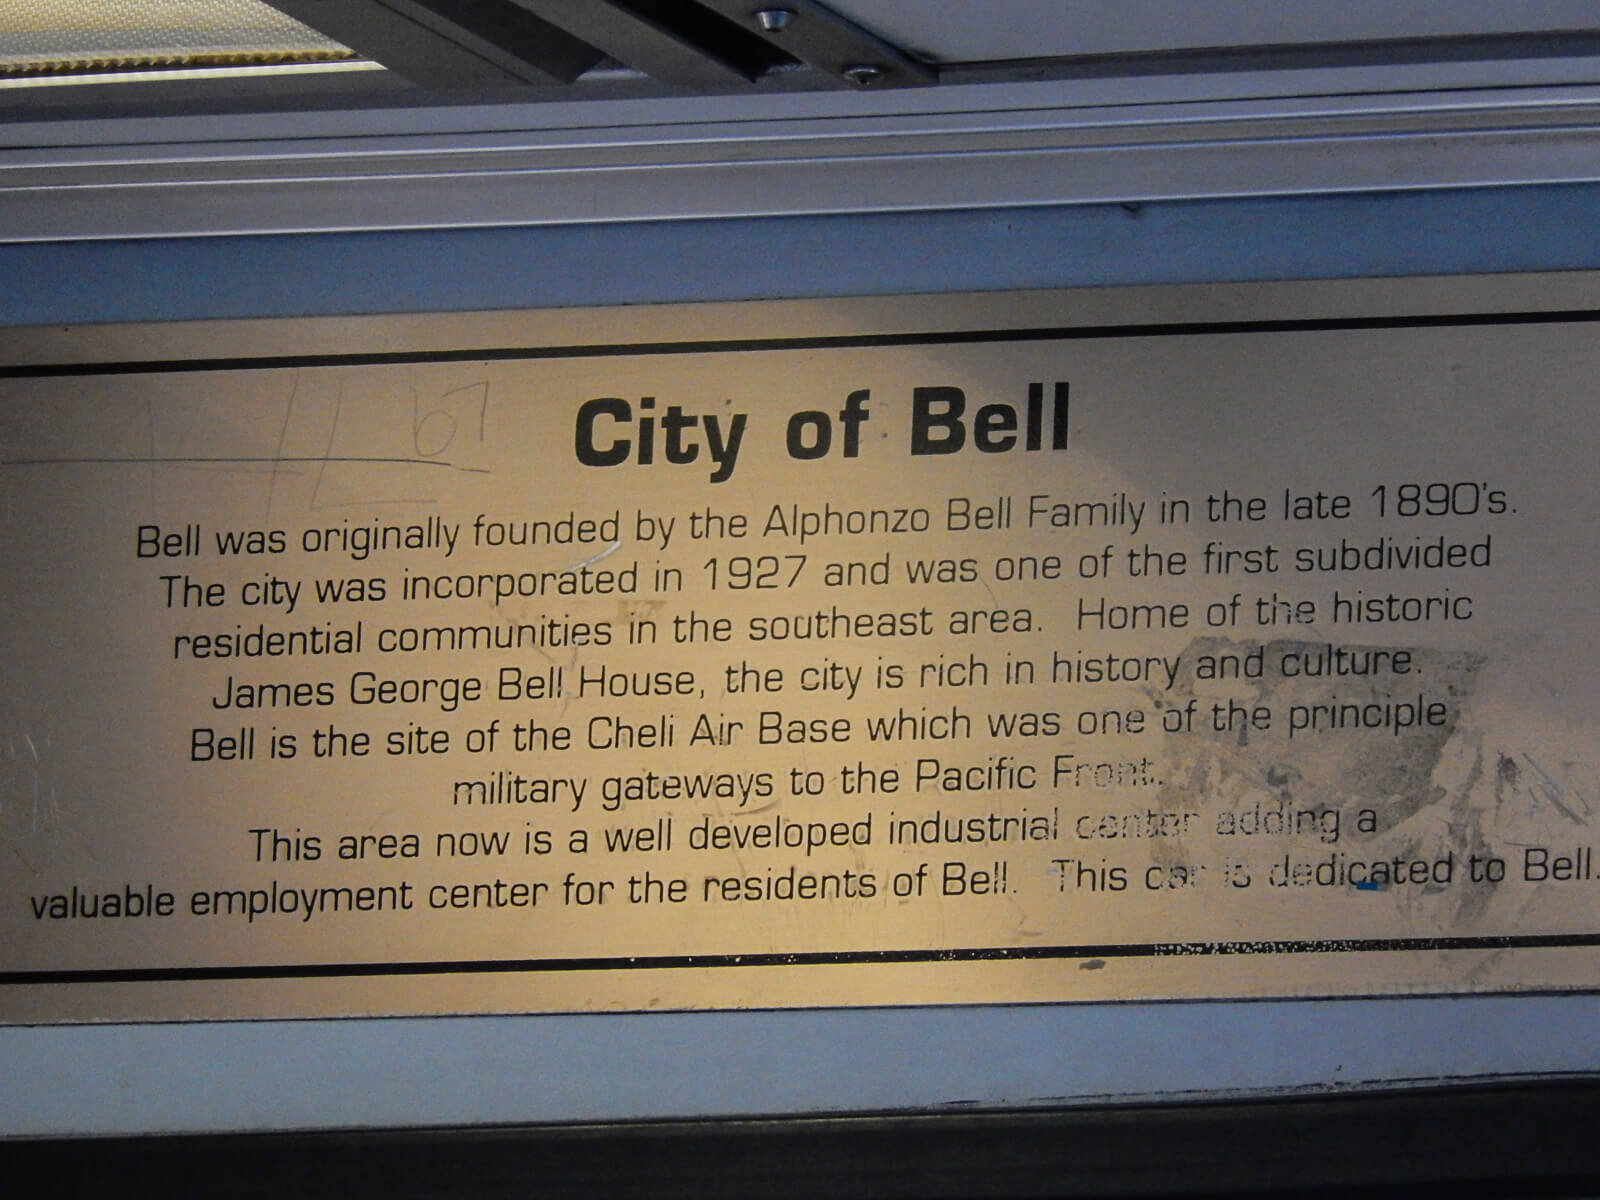 City of Bell
Bell was originally founded by the Alphonzo Bell Family in the late 1890's.
The city was incorporated in 1927 and was one of the first subdivided
residential communities in the southeast area. Home of the historic
James George Bell House, the city is rich in history and culture.
Bell is the site of the Cheli Air Base which was one of the principle
military gateways to the Pacific Front.
This area now is a well developed industrial center adding a
valuable employment center for the residents of Bell. This car is dedicated to Bell.